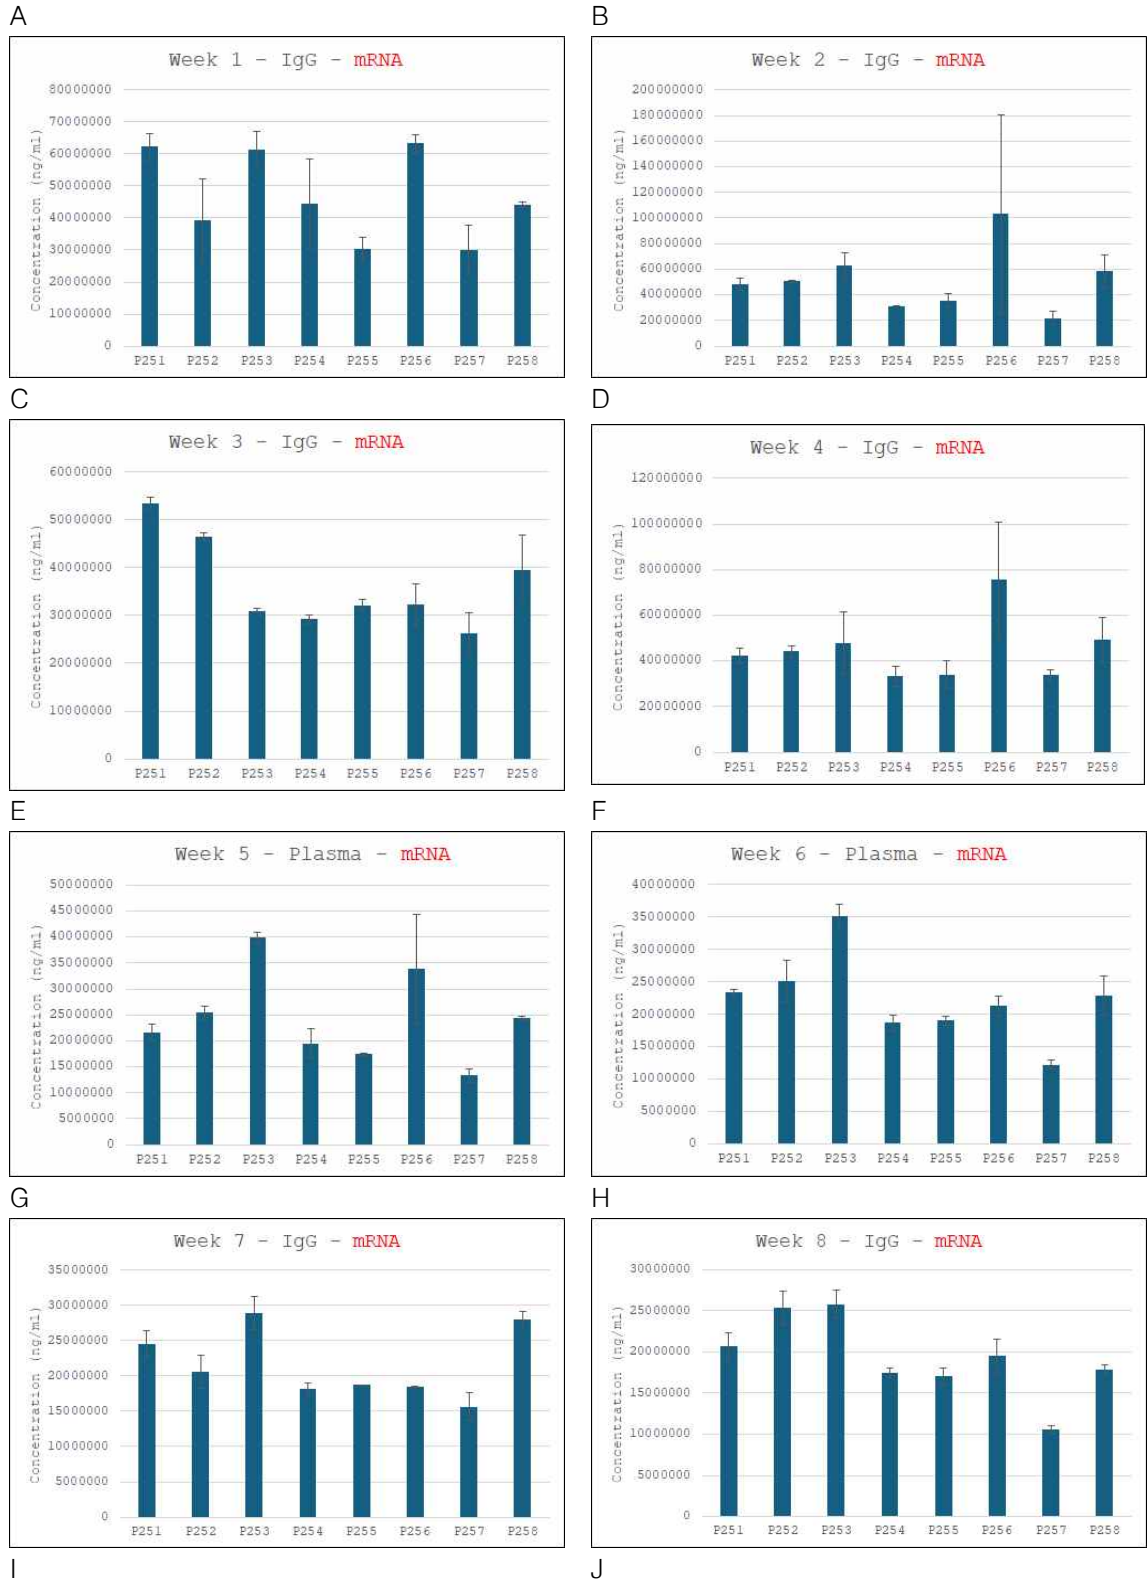 A
Week 1 - IgG - mRNA
Concentration (ng/ml)
80000000
70000000
60000000
50000000
40000000
30000000
20000000
10000000
0
P251 P252 P253 P254 P255 P256 P257 P258
B
Week 2 - IgG - mRNA
Concentration (ng/ml)
200000000
180000000
160000000
140000000
120000000
100000000
80000000
60000000
40000000
20000000
0
P251 P252 P253 P254 P255 P256 P257 P258
C
Week 3 - IgG - mRNA
Concentration (ng/ml)
60000000
50000000
40000000
30000000
20000000
10000000
0
P251 P252 P253 P254 P255 P256 P257 P258
D
Week 4 - IgG - mRNA
Concentration (ng/ml)
120000000
100000000
80000000
60000000
40000000
20000000
0
P251 P252 P253 P254 P255 P256 P257 P258
E
Week 5 - Plasma - mRNA
Concentration (ng/ml)
50000000
45000000
40000000
35000000
30000000
25000000
20000000
15000000
10000000
5000000
0
P251 P252 P253 P254 P255 P256 P257 P258
F
Week 6 - Plasma - mRNA
Concentration (ng/ml)
40000000
35000000
30000000
25000000
20000000
15000000
10000000
5000000
0
P251 P252 P253 P254 P255 P256 P257 P258
G
Week 7 - IgG - mRNA
Concentration (ng/ml)
35000000
30000000
25000000
20000000
15000000
10000000
5000000
0
P251 P252 P253 P254 P255 P256 P257 P258
H
Week 8 - IgG - mRNA
Concentration (ng/ml)
30000000
25000000
20000000
15000000
10000000
5000000
0
P251 P252 P253 P254 P255 P256 P257 P258
I
J